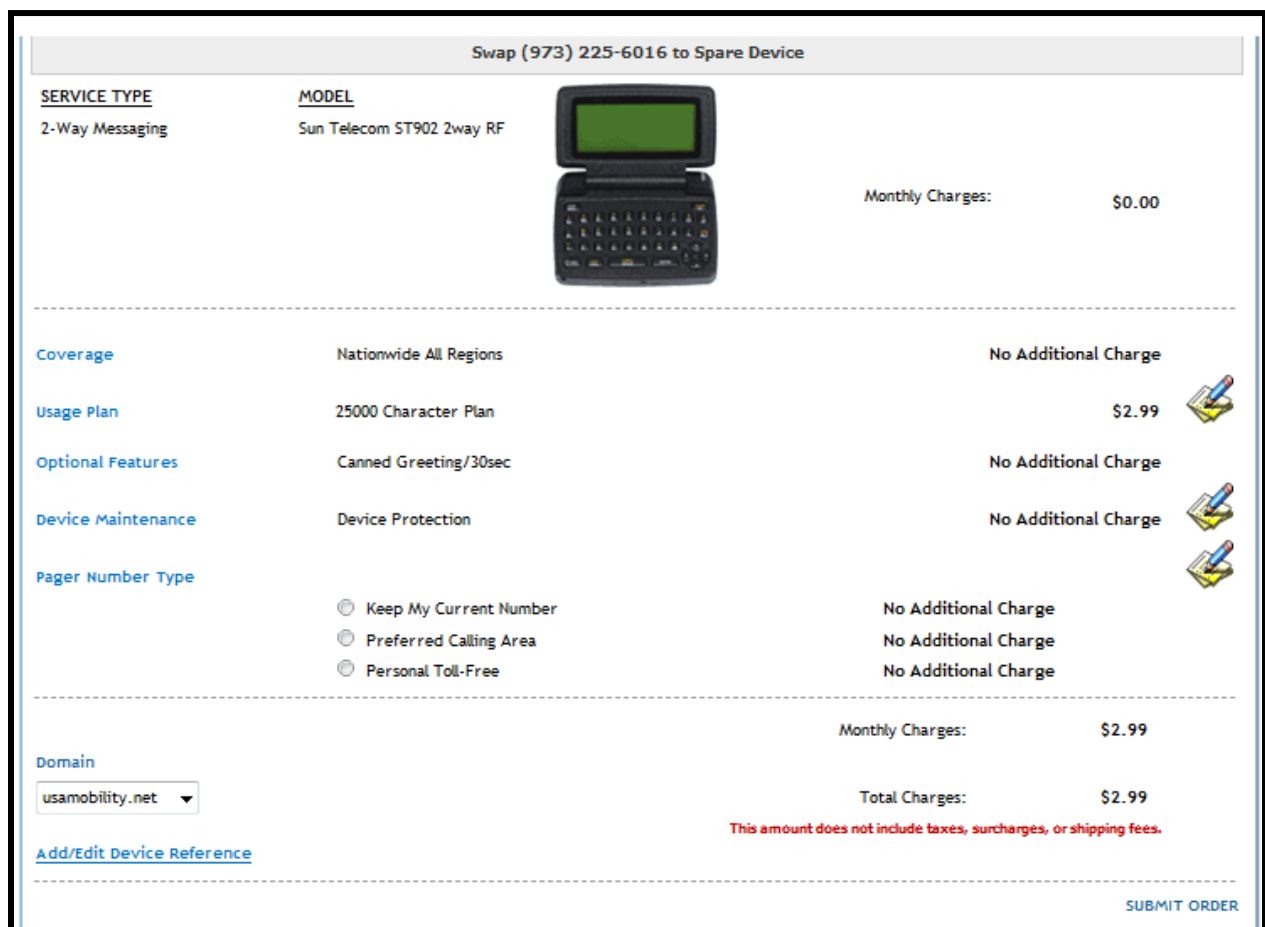 Swap (973) 225-6016 to Spare Device
SERVICE TYPE MODEL
2-Way Messaging Sun Telecom ST902 2way RF
Monthly Charges: $0.00
Coverage Nationwide All Regions No Additional Charge
Usage Plan 25000 Character Plan $2.99
Optional Features Canned Greeting/30sec No Additional Charge
Device Maintenance Device Protection No Additional Charge
Pager Number Type
Keep My Current Number No Additional Charge
Preferred Calling Area No Additional Charge
Personal Toll-Free No Additional Charge
Monthly Charges: $2.99
Domain
usamobility.net Total Charges: $2.99
This amount does not include taxes, surcharges, or shipping fees.
Add/Edit Device Reference
SUBMIT ORDER